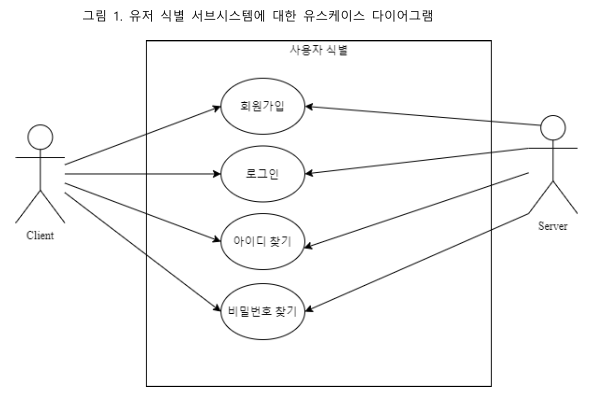 그림 1. 유저 식별 서브시스템에 대한 유스케이스 다이어그램
사용자 식별
회원가입
로그인
아이디 찾기
비밀번호 찾기
Client
Server